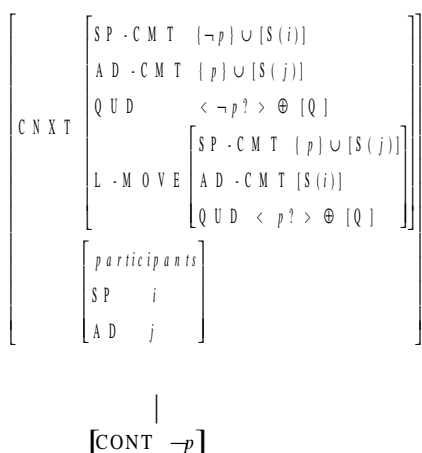 SP-CMT {¬p} ∪ [S(i)]
AD-CMT {p} ∪ [S(j)]
QUD < ¬p? > ⊕ [Q]
CNXT
SP-CMT {p} ∪ [S(j)]
L-MOVE AD-CMT [S(i)]
QUD < p? > ⊕ [Q]
participants
SP i
AD j
[CONT ¬p]